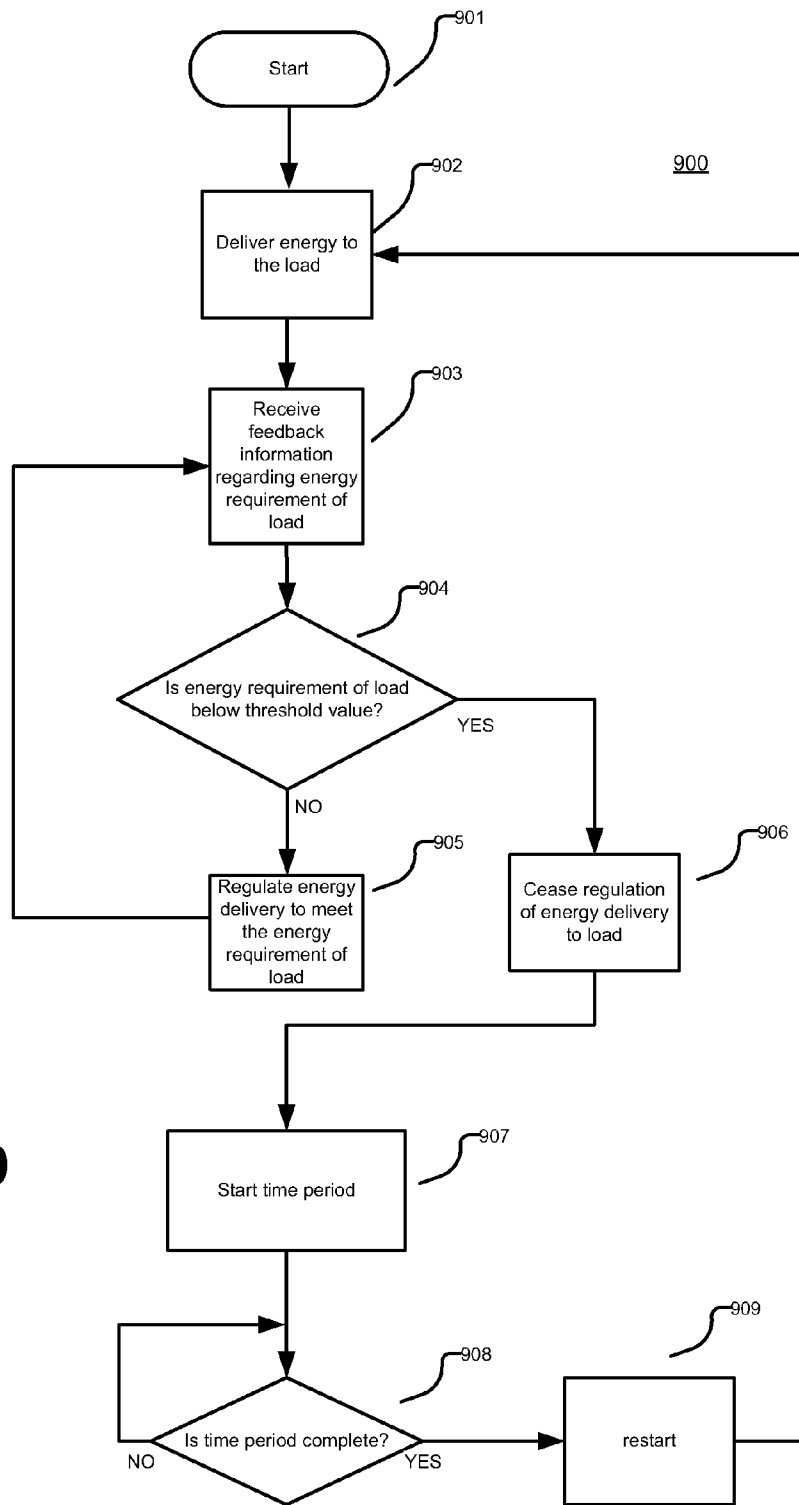 901
Start
902
900
Deliver energy to
the load
903
Receive
feedback
information
regarding energy
requirement of
load
904
Is energy requirement of load
below threshold value?
YES
NO
905
906
Regulate energy
delivery to meet
the energy
requirement of
load
Cease regulation
of energy delivery
to load
907
Start time period
909
908
Is time period complete?
restart
NO
YES